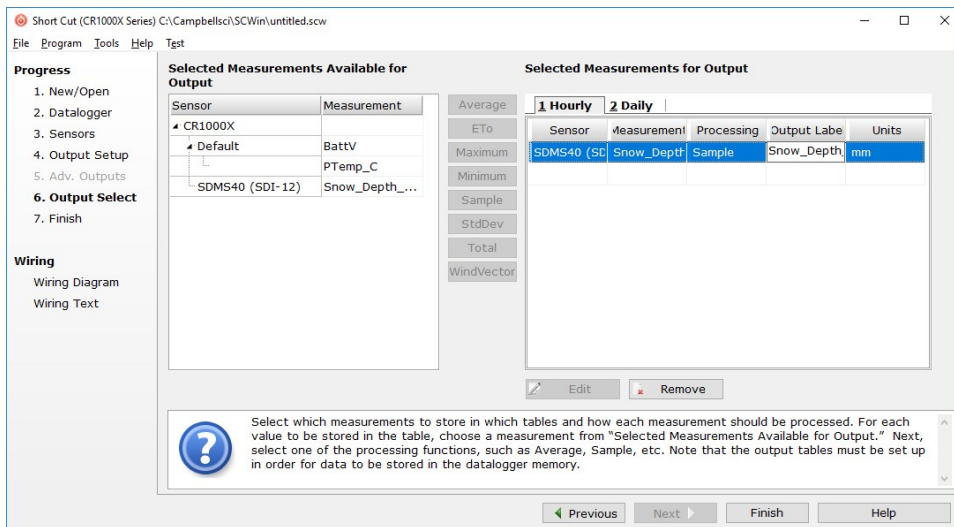 Short Cut (CR1000X Series) C:\Campbellsci\SCWin\untitled.scw
File Program Tools Help Test
Progress
1. New/Open
2. Datalogger
3. Sensors
4. Output Setup
5. Adv. Outputs
6. Output Select
7. Finish
Wiring
Wiring Diagram
Wiring Text
Selected Measurements Available for
Output
Sensor Measurement
CR1000X
Default BattV
PTemp_C
SDMS40 (SDI-12) Snow_Depth_...
Average
ETo
Maximum
Minimum
Sample
StdDev
Total
WindVector
Selected Measurements for Output
1 Hourly 2 Daily
Sensor Measurement Processing Output Labe Units
SDMS40 (SD Snow_Depth Sample Snow_Depth_ mm
Edit Remove
Select which measurements to store in which tables and how each measurement should be processed. For each
value to be stored in the table, choose a measurement from “Selected Measurements Available for Output.” Next,
select one of the processing functions, such as Average, Sample, etc. Note that the output tables must be set up
in order for data to be stored in the datalogger memory.
Previous Next Finish Help